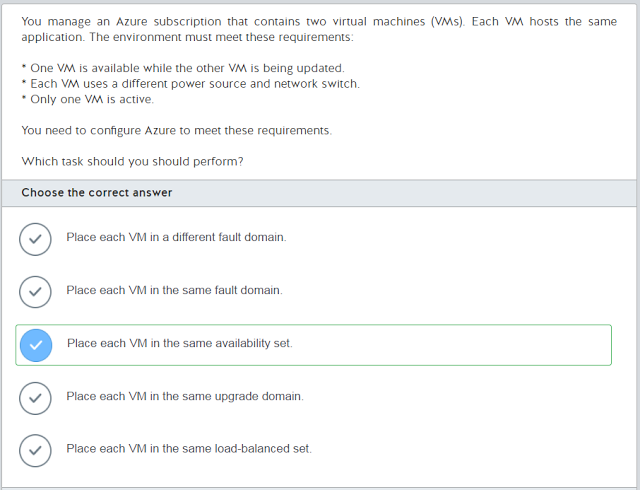 You manage an Azure subscription that contains two virtual machines (VMs). Each VM hosts the same
application. The environment must meet these requirements:
* One VM is available while the other VM is being updated.
* Each VM uses a different power source and network switch.
* Only one VM is active.
You need to configure Azure to meet these requirements.
Which task should you should perform?
Choose the correct answer
Place each VM in a different fault domain.
Place each VM in the same fault domain.
Place each VM in the same availability set.
Place each VM in the same upgrade domain.
Place each VM in the same load-balanced set.